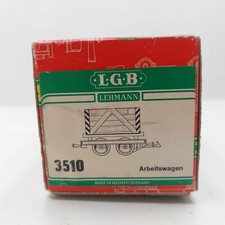 L·G·B
LEHMANN
3510
Arbeitswagen
MADE IN WESTERN GERMANY